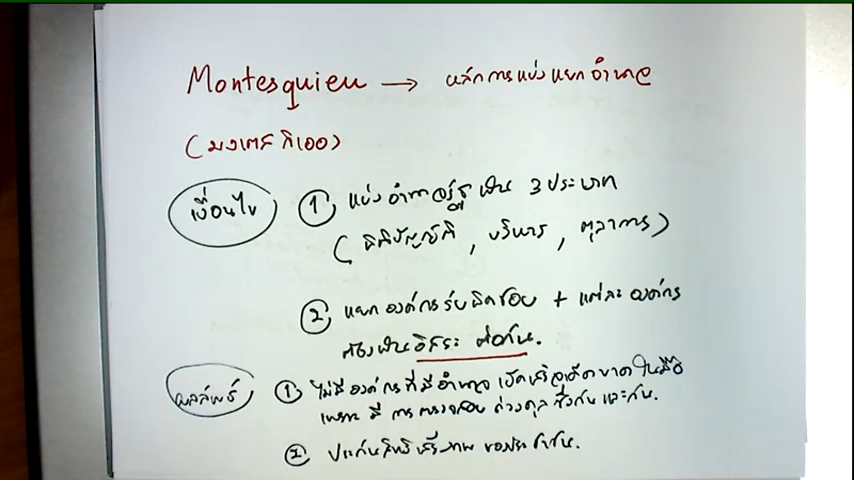 Montesquieu → หลักการแบ่งแยกอำนาจ
(มงเตสกิเออ)
เงื่อนไข ① แบ่งอำนาจรัฐเป็น 3 ประเภท
(นิติบัญญัติ, บริหาร, ตุลาการ)
② แยกองค์กรรับผิดชอบ + แต่ละองค์กร
ต้องเป็นอิสระต่อกัน.
ผลลัพธ์ ① ไม่มีองค์กรที่มีอำนาจเบ็ดเสร็จเด็ดขาดในมือ
เพราะมีการตรวจสอบถ่วงดุลซึ่งกันและกัน.
② ประกันสิทธิเสรีภาพของประชาชน.